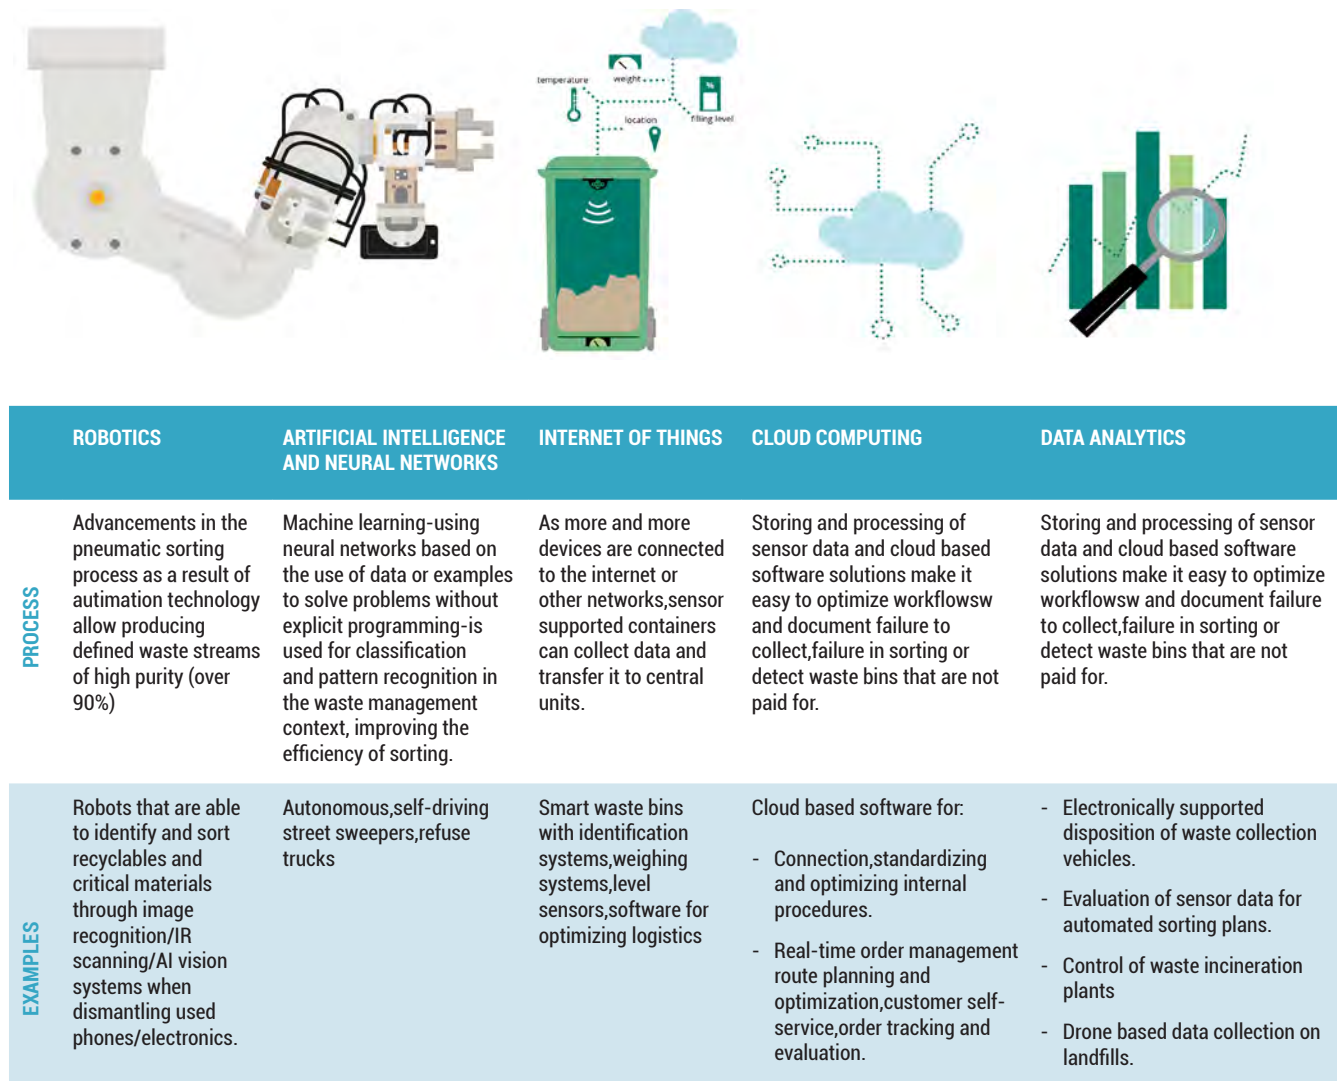 temperature
weight
%
filling level
location
ROBOTICS
ARTIFICIAL INTELLIGENCE
AND NEURAL NETWORKS
INTERNET OF THINGS
CLOUD COMPUTING
DATA ANALYTICS
PROCESS
Advancements in the
pneumatic sorting
process as a result of
autimation technology
allow producing
defined waste streams
of high purity (over
90%)
Machine learning-using
neural networks based on
the use of data or examples
to solve problems without
explicit programming-is
used for classification
and pattern recognition in
the waste management
context, improving the
efficiency of sorting.
As more and more
devices are connected
to the internet or
other networks,sensor
supported containers
can collect data and
transfer it to central
units.
Storing and processing of
sensor data and cloud based
software solutions make it
easy to optimize workflowsw
and document failure to
collect,failure in sorting or
detect waste bins that are not
paid for.
Storing and processing of sensor
data and cloud based software
solutions make it easy to optimize
workflowsw and document failure
to collect,failure in sorting or
detect waste bins that are not
paid for.
EXAMPLES
Robots that are able
to identify and sort
recyclables and
critical materials
through image
recognition/IR
scanning/AI vision
systems when
dismantling used
phones/electronics.
Autonomous,self-driving
street sweepers,refuse
trucks
Smart waste bins
with identification
systems,weighing
systems,level
sensors,software for
optimizing logistics
Cloud based software for:
- Connection,standardizing
and optimizing internal
procedures.
- Real-time order management
route planning and
optimization,customer self-
service,order tracking and
evaluation.
- Electronically supported
disposition of waste collection
vehicles.
- Evaluation of sensor data for
automated sorting plans.
- Control of waste incineration
plants
- Drone based data collection on
landfills.